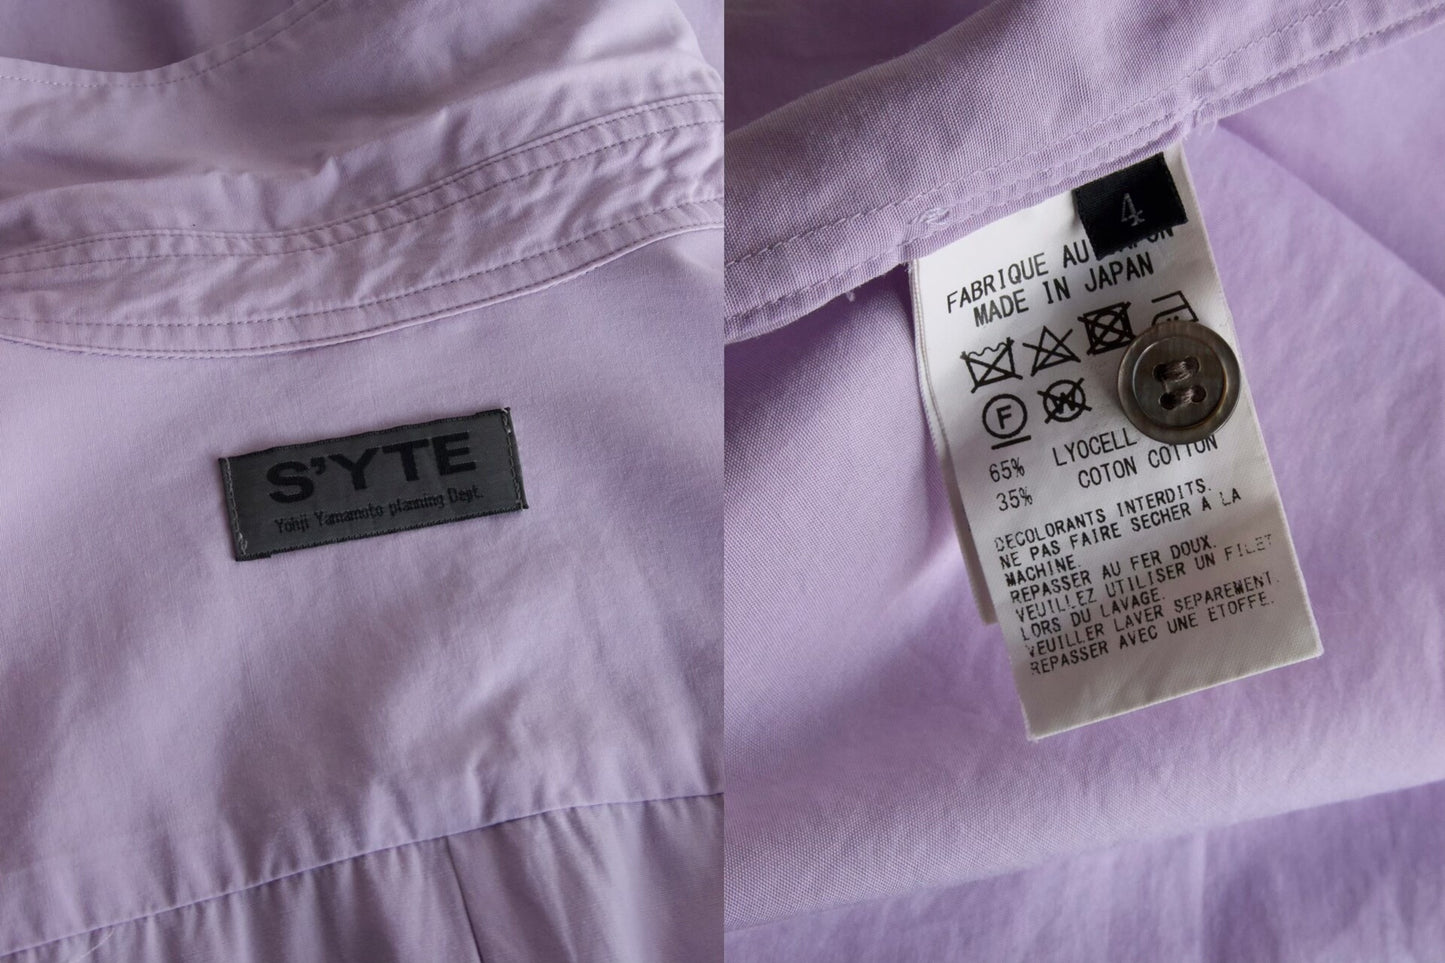 S'YTE
Yohji Yamamoto planning Dept.
4
FABRIQUE AU JAPON
MADE IN JAPAN
F
W
65% LYOCELL
35% COTON COTTON
DECOLORANTS INTERDITS.
NE PAS FAIRE SECHER A LA
MACHINE.
REPASSER AU FER DOUX.
VEUILLEZ UTILISER UN FILET
LORS DU LAVAGE.
VEUILLER LAVER SEPAREMENT.
REPASSER AVEC UNE ETOFFE.